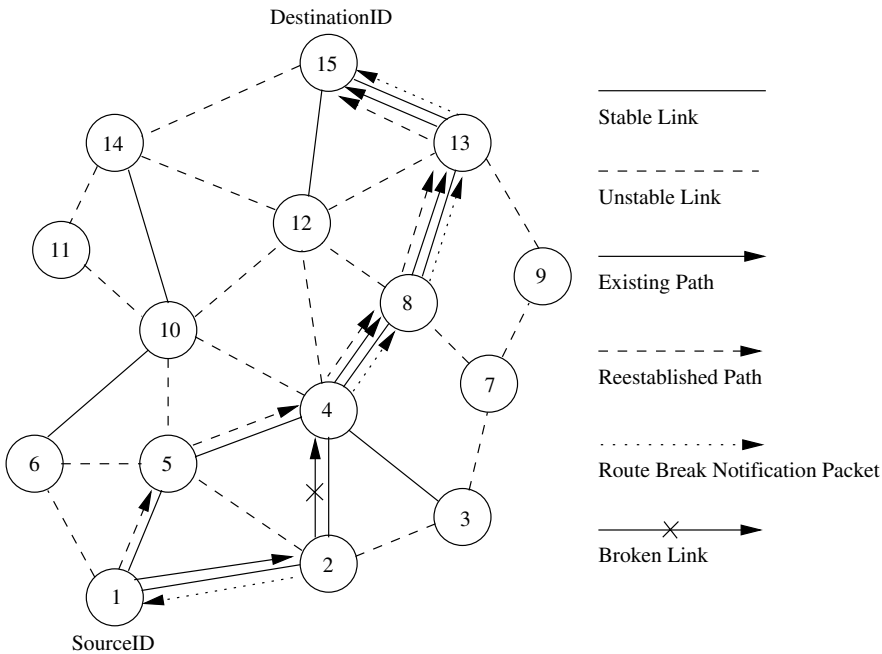 DestinationID
15
14
13
12
11
10
9
8
7
6
5
4
3
2
1
SourceID
Stable Link
Unstable Link
Existing Path
Reestablished Path
Route Break Notification Packet
Broken Link